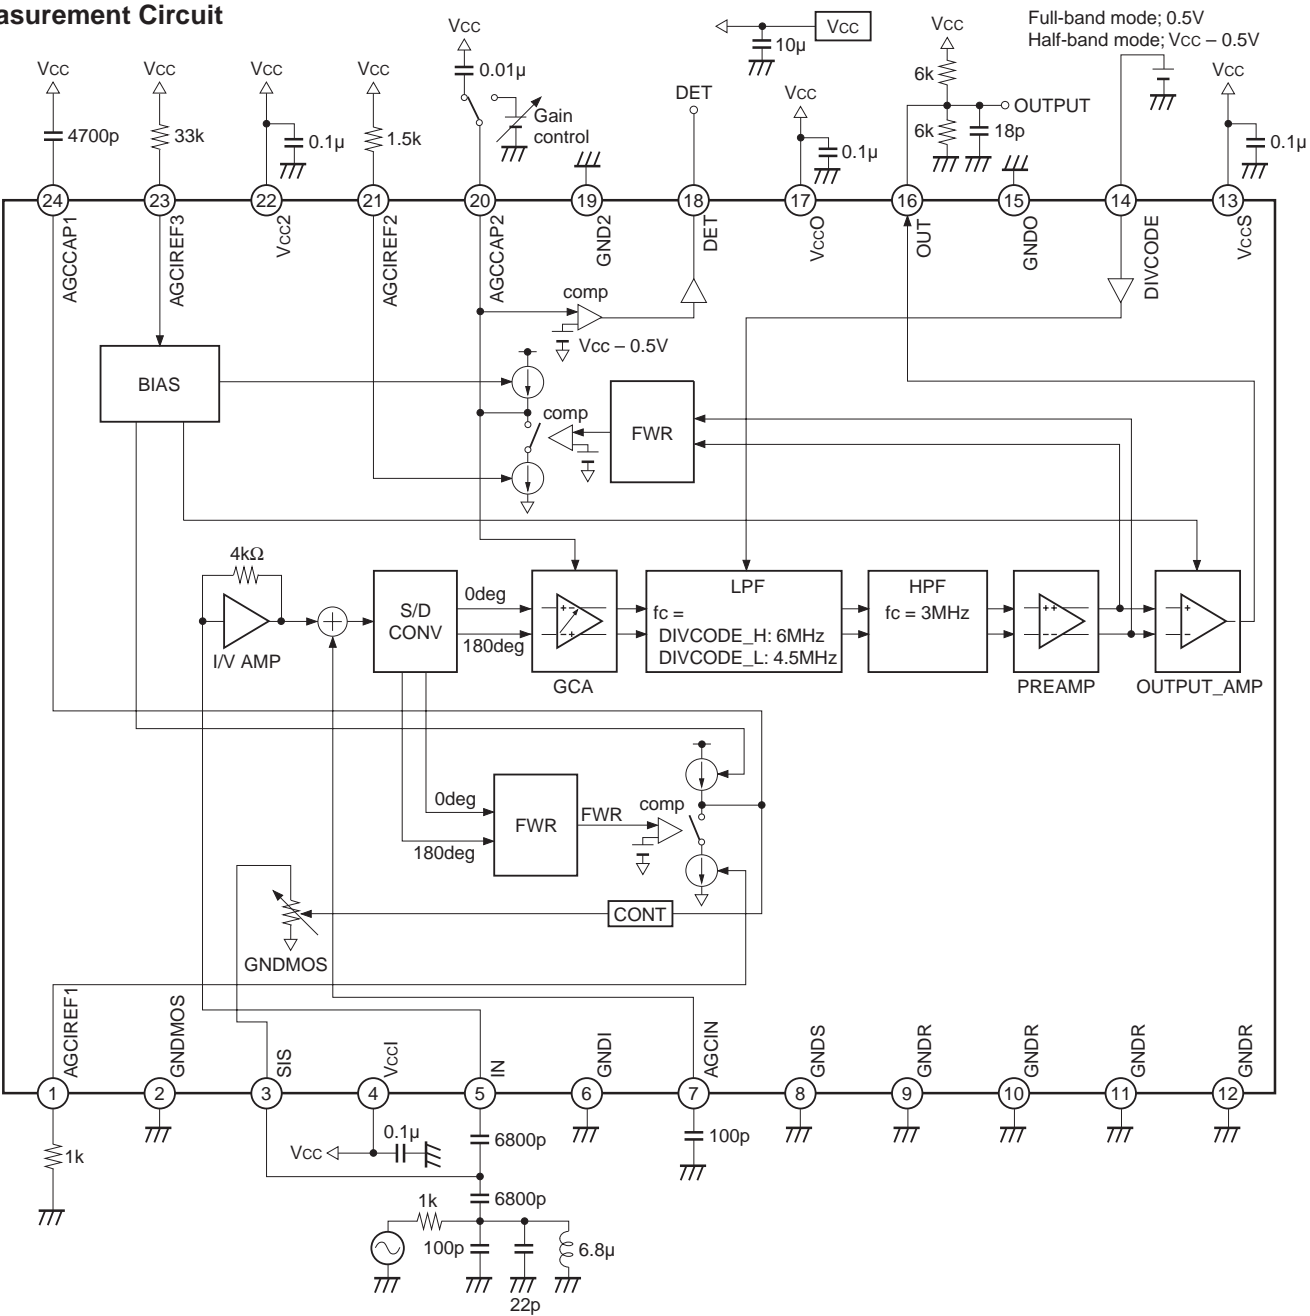 asurement Circuit
Full-band mode; 0.5V
Half-band mode; Vcc – 0.5V
Vcc
10µ
Vcc
Vcc
Vcc
Vcc
Vcc
Vcc
Vcc
Vcc
Vcc
4700p
33k
0.1µ
1.5k
0.01µ
Gain
control
DET
0.1µ
6k
6k
OUTPUT
18p
0.1µ
24
23
22
21
20
19
18
17
16
15
14
13
AGCCAP1
AGCIREF3
Vcc2
AGCIREF2
AGCCAP2
GND2
DET
VccO
OUT
GNDO
DIVCODE
VccS
comp
Vcc – 0.5V
BIAS
comp
FWR
4kΩ
I/V AMP
S/D
CONV
0deg
180deg
GCA
LPF
fc =
DIVCODE_H: 6MHz
DIVCODE_L: 4.5MHz
HPF
fc = 3MHz
PREAMP
OUTPUT_AMP
0deg
180deg
FWR
FWR
comp
CONT
GNDMOS
AGCIREF1
GNDMOS
SIS
VccI
IN
GNDI
AGCIN
GNDS
GNDR
GNDR
GNDR
GNDR
1
2
3
4
5
6
7
8
9
10
11
12
1k
Vcc
0.1µ
6800p
100p
6800p
1k
100p
22p
6.8µ